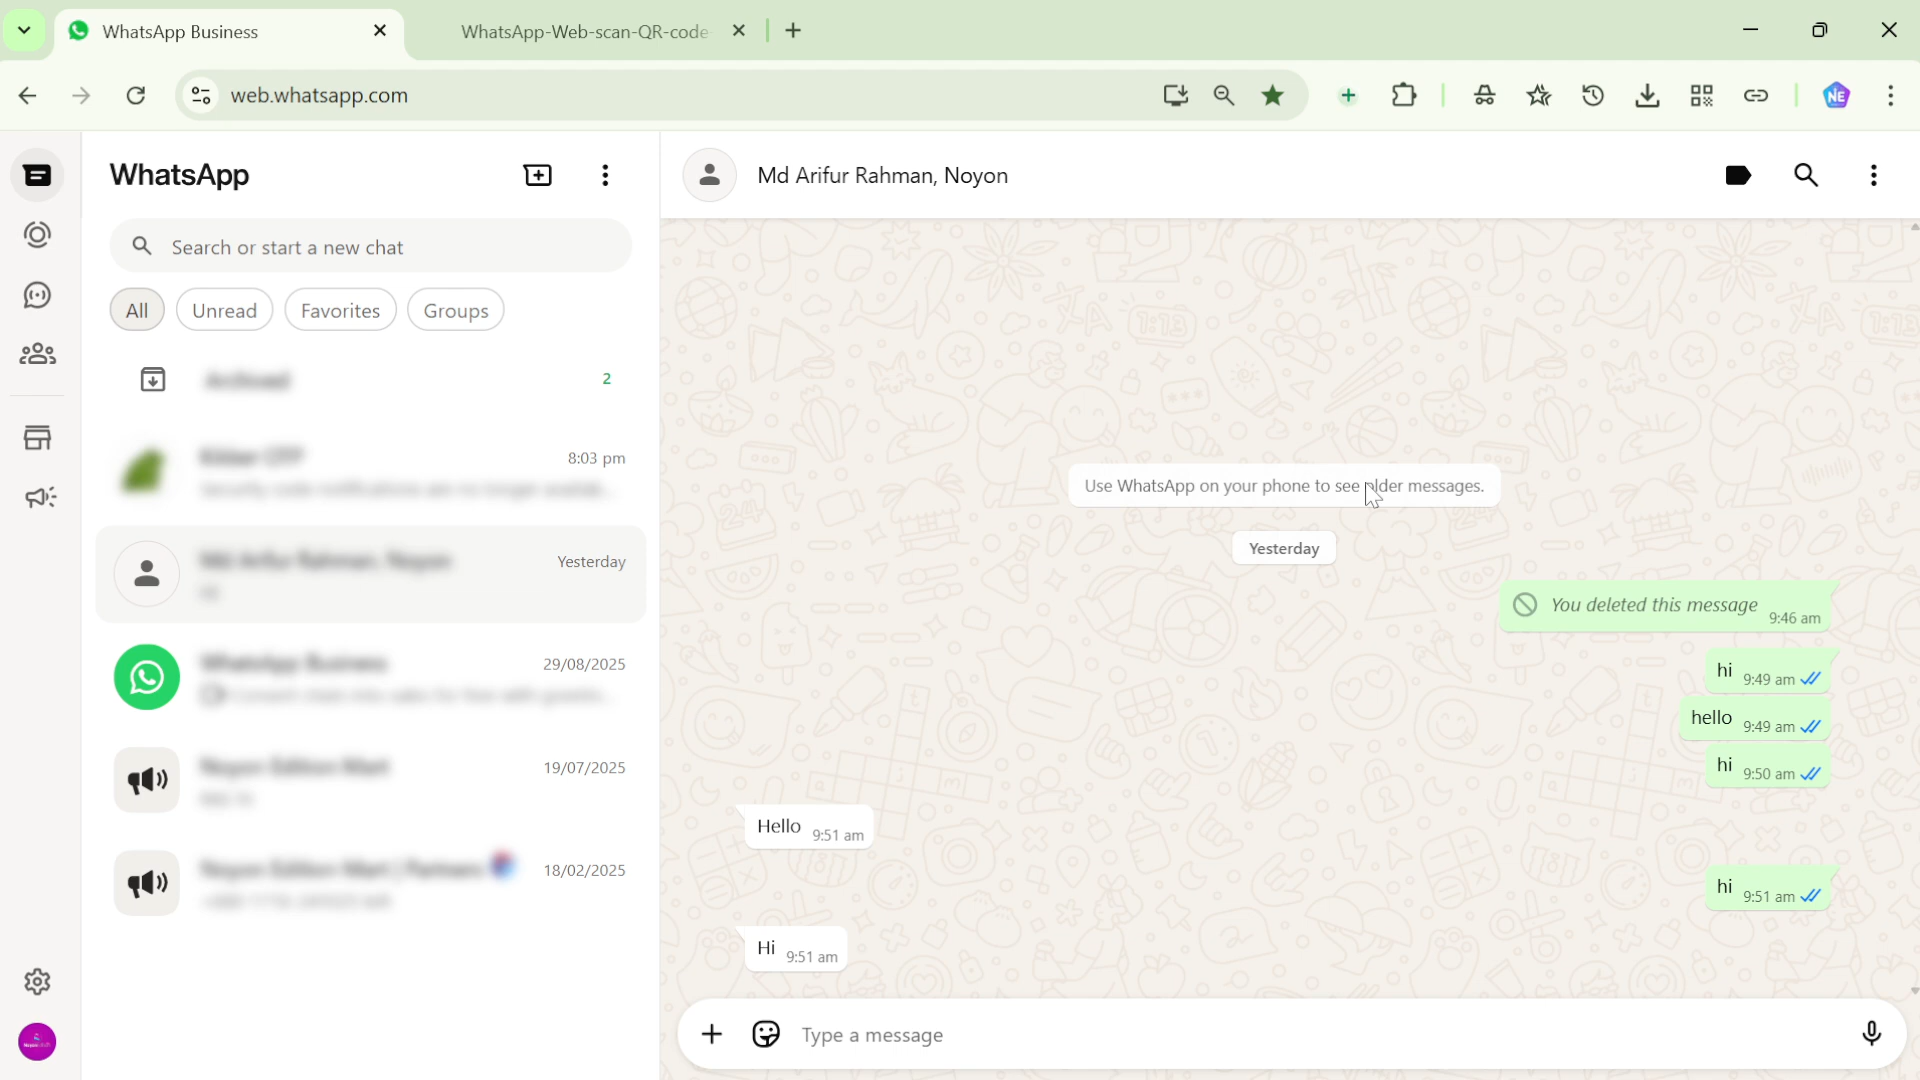 WhatsApp Business
WhatsApp-Web-scan-QR-code
web.whatsapp.com
NE
WhatsApp
Search or start a new chat
All
Unread
Favorites
Groups
2
8:03 pm
Yesterday
29/08/2025
19/07/2025
18/02/2025
Md Arifur Rahman, Noyon
Use WhatsApp on your phone to see older messages.
Yesterday
You deleted this message 9:46 am
hi 9:49 am
hello 9:49 am
hi 9:50 am
Hello 9:51 am
hi 9:51 am
Hi 9:51 am
Type a message